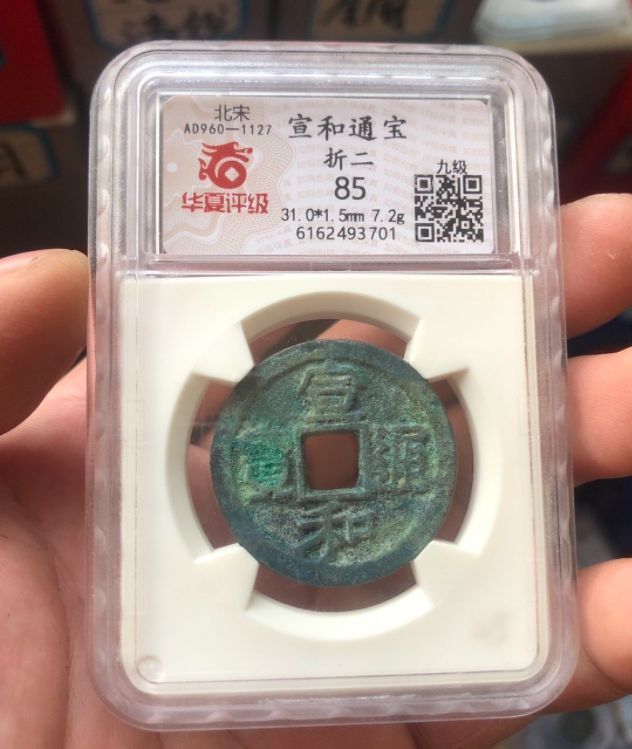 北宋
AD960—1127
华夏评级
宣和通宝
折二
85
九级
31.0*1.5mm 7.2g
6162493701
宣
通
和